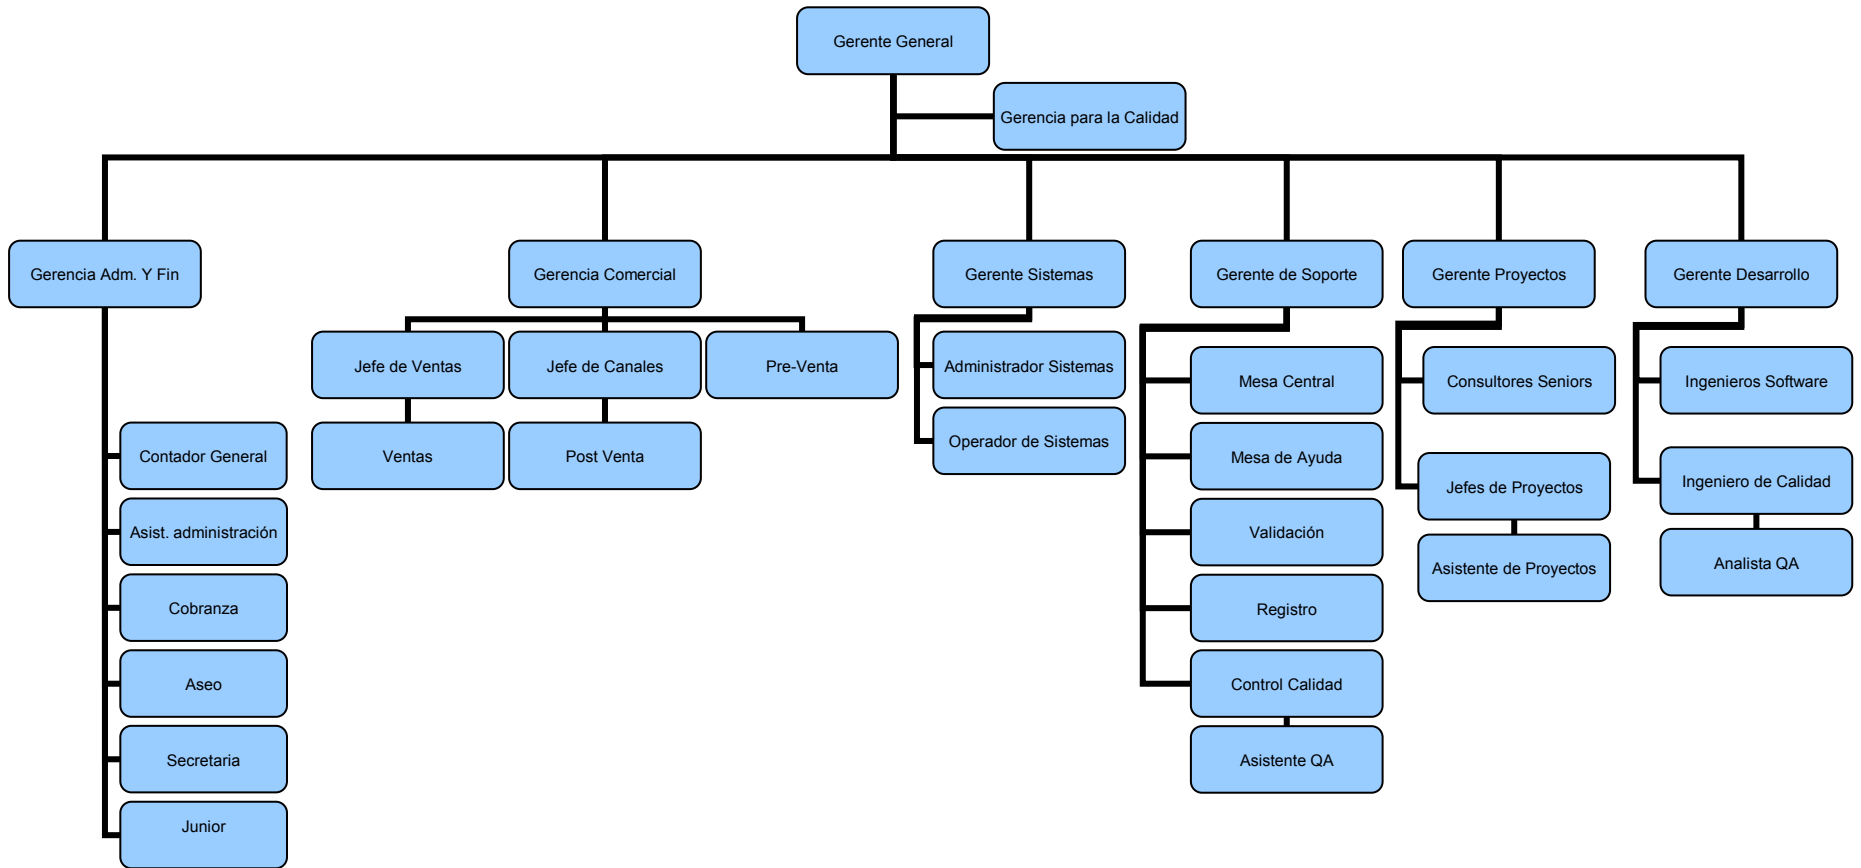 Gerente General
Gerencia para la Calidad
Gerencia Adm. Y Fin
Gerencia Comercial
Gerente Sistemas
Gerente de Soporte
Gerente Proyectos
Gerente Desarrollo
Contador General
Asist. administración
Cobranza
Aseo
Secretaria
Junior
Jefe de Ventas
Jefe de Canales
Pre-Venta
Ventas
Post Venta
Administrador Sistemas
Operador de Sistemas
Mesa Central
Mesa de Ayuda
Validación
Registro
Control Calidad
Asistente QA
Consultores Seniors
Jefes de Proyectos
Asistente de Proyectos
Ingenieros Software
Ingeniero de Calidad
Analista QA